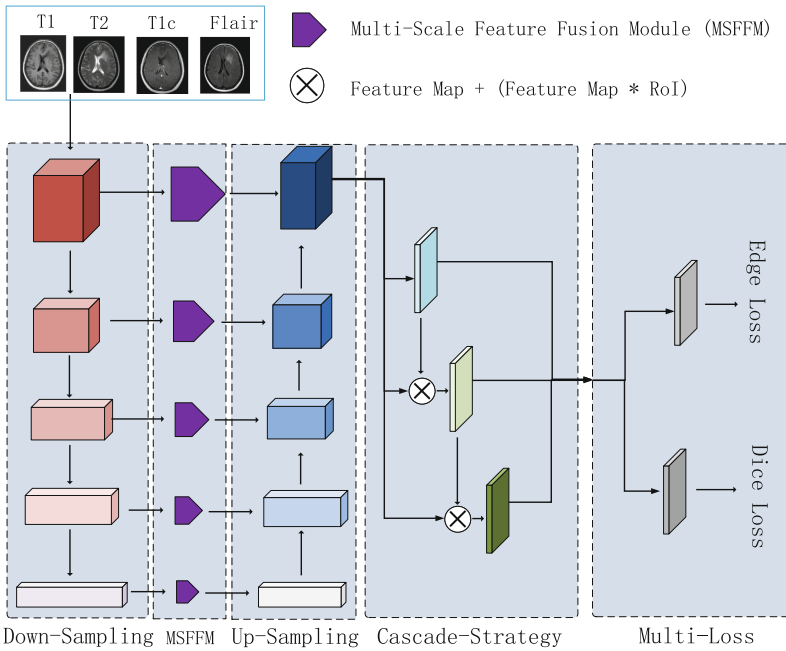 T1 T2 T1c Flair
Multi-Scale Feature Fusion Module (MSFFM)
Feature Map + (Feature Map * RoI)
Edge Loss
Dice Loss
Down-Sampling MSFFM Up-Sampling Cascade-Strategy Multi-Loss